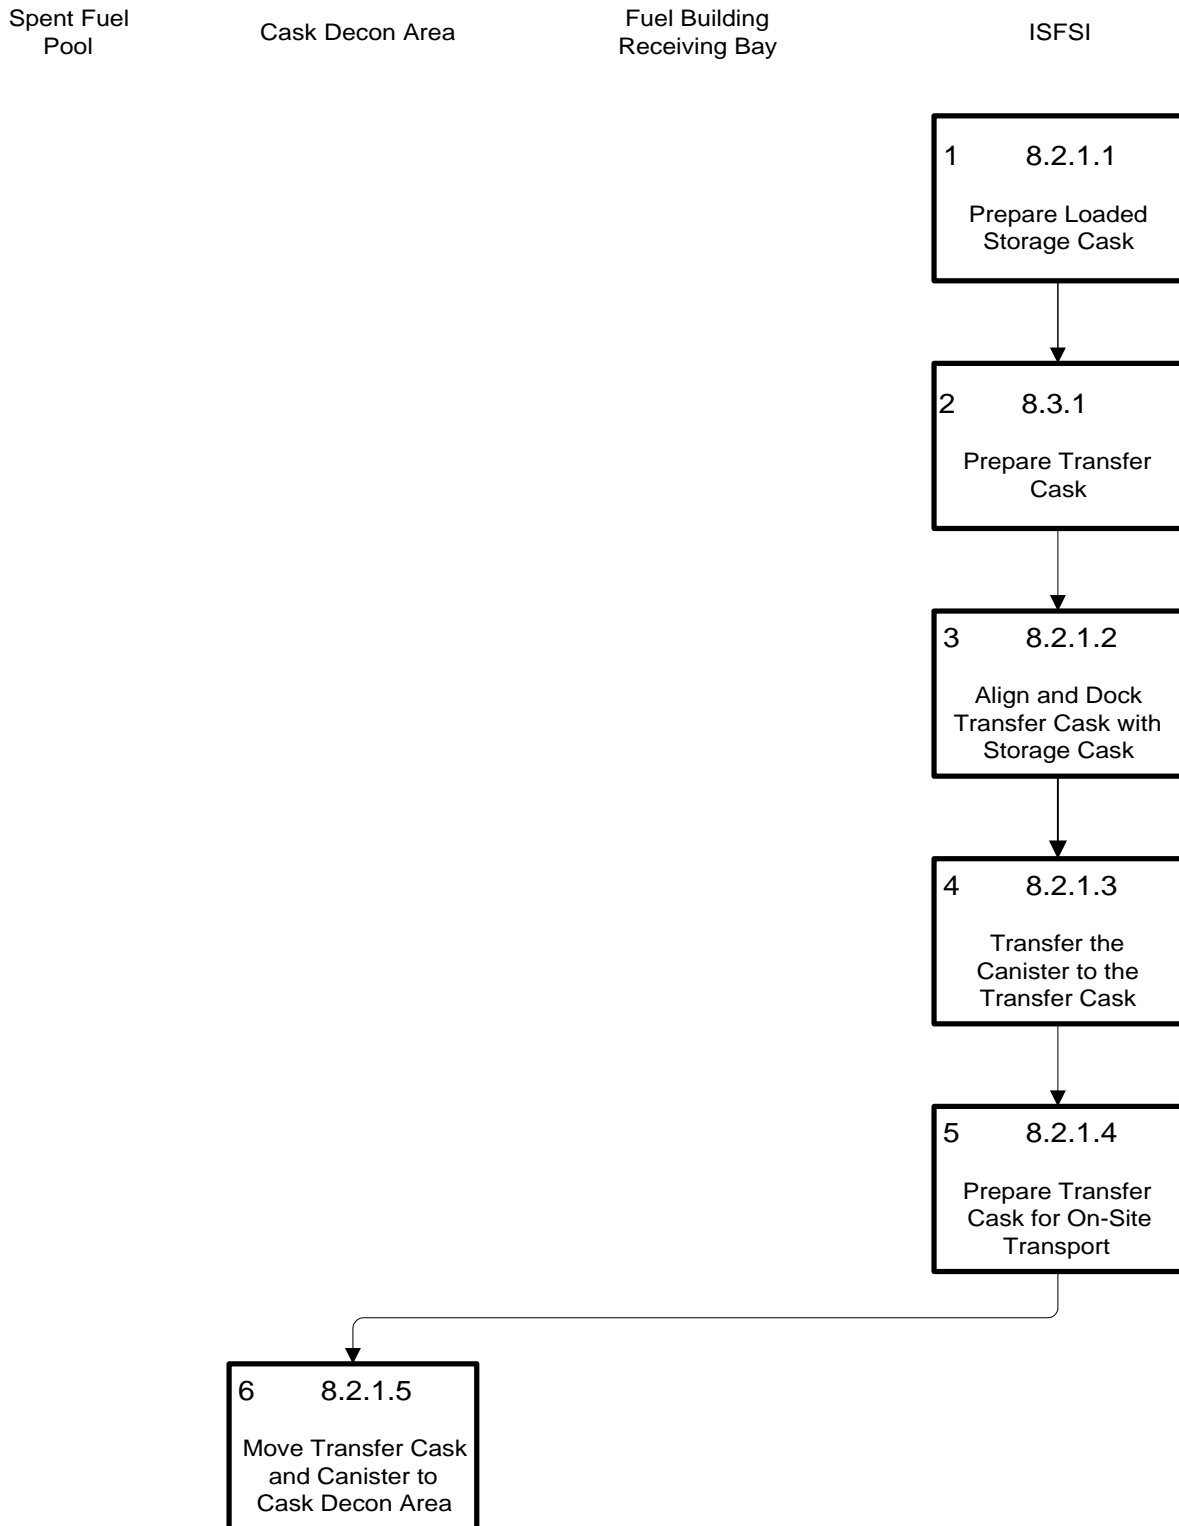 Spent Fuel
Pool
Cask Decon Area
Fuel Building
Receiving Bay
ISFSI
1 8.2.1.1
Prepare Loaded
Storage Cask
2 8.3.1
Prepare Transfer
Cask
3 8.2.1.2
Align and Dock
Transfer Cask with
Storage Cask
4 8.2.1.3
Transfer the
Canister to the
Transfer Cask
5 8.2.1.4
Prepare Transfer
Cask for On-Site
Transport
6 8.2.1.5
Move Transfer Cask
and Canister to
Cask Decon Area